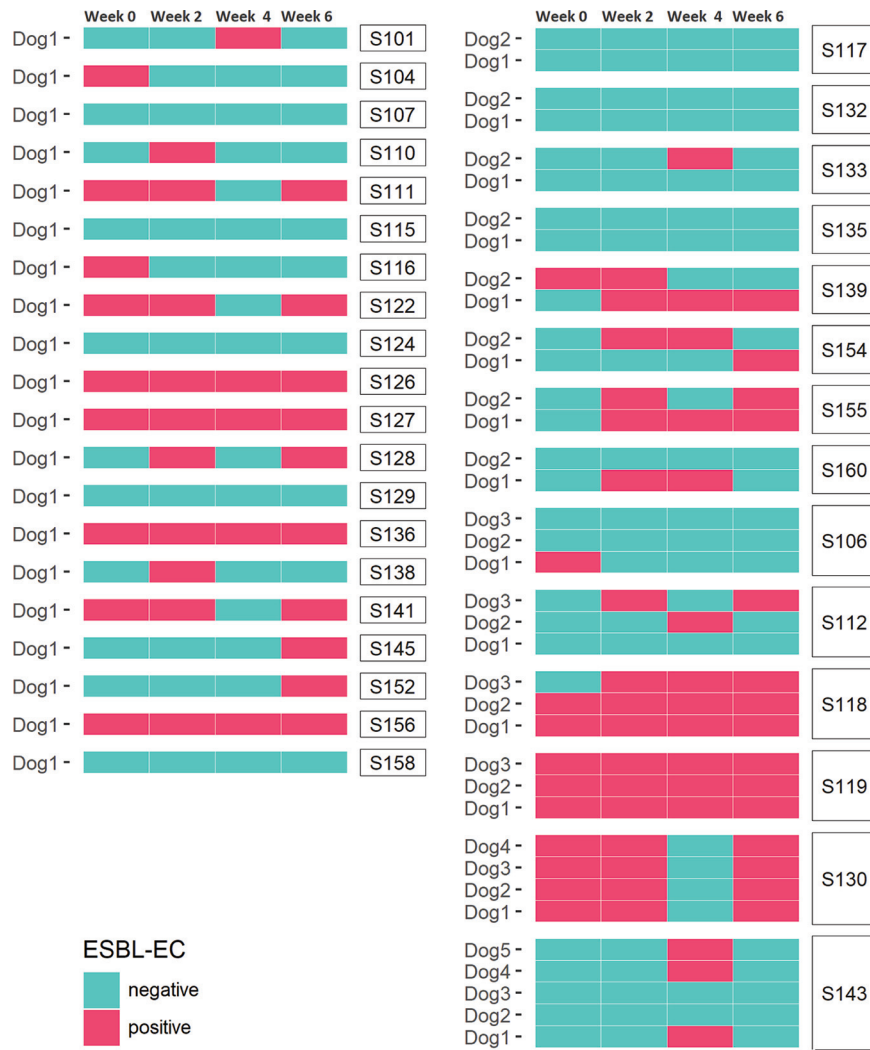 Week 0 Week 2 Week 4 Week 6
Dog1 - S101
Dog1 - S104
Dog1 - S107
Dog1 - S110
Dog1 - S111
Dog1 - S115
Dog1 - S116
Dog1 - S122
Dog1 - S124
Dog1 - S126
Dog1 - S127
Dog1 - S128
Dog1 - S129
Dog1 - S136
Dog1 - S138
Dog1 - S141
Dog1 - S145
Dog1 - S152
Dog1 - S156
Dog1 - S158
ESBL-EC
negative
positive
Week 0 Week 2 Week 4 Week 6
Dog2 -
Dog1 -
S117
Dog2 -
Dog1 -
S132
Dog2 -
Dog1 -
S133
Dog2 -
Dog1 -
S135
Dog2 -
Dog1 -
S139
Dog2 -
Dog1 -
S154
Dog2 -
Dog1 -
S155
Dog2 -
Dog1 -
S160
Dog3 -
Dog2 -
Dog1 -
S106
Dog3 -
Dog2 -
Dog1 -
S112
Dog3 -
Dog2 -
Dog1 -
S118
Dog3 -
Dog2 -
Dog1 -
S119
Dog4 -
Dog3 -
Dog2 -
Dog1 -
S130
Dog5 -
Dog4 -
Dog3 -
Dog2 -
Dog1 -
S143